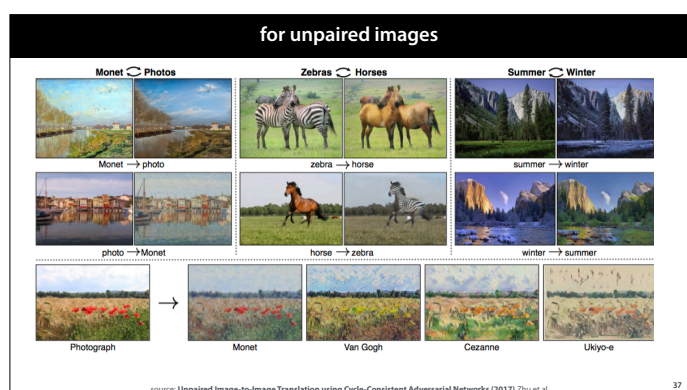 for unpaired images
Monet Photos
Zebras Horses
Summer Winter
Monet → photo
zebra → horse
summer → winter
photo → Monet
horse → zebra
winter → summer
Photograph
Monet
Van Gogh
Cezanne
Ukiyo-e
source: Unpaired Image-to-Image Translation using Cycle-Consistent Adversarial Networks (2017) Zhu et al
37